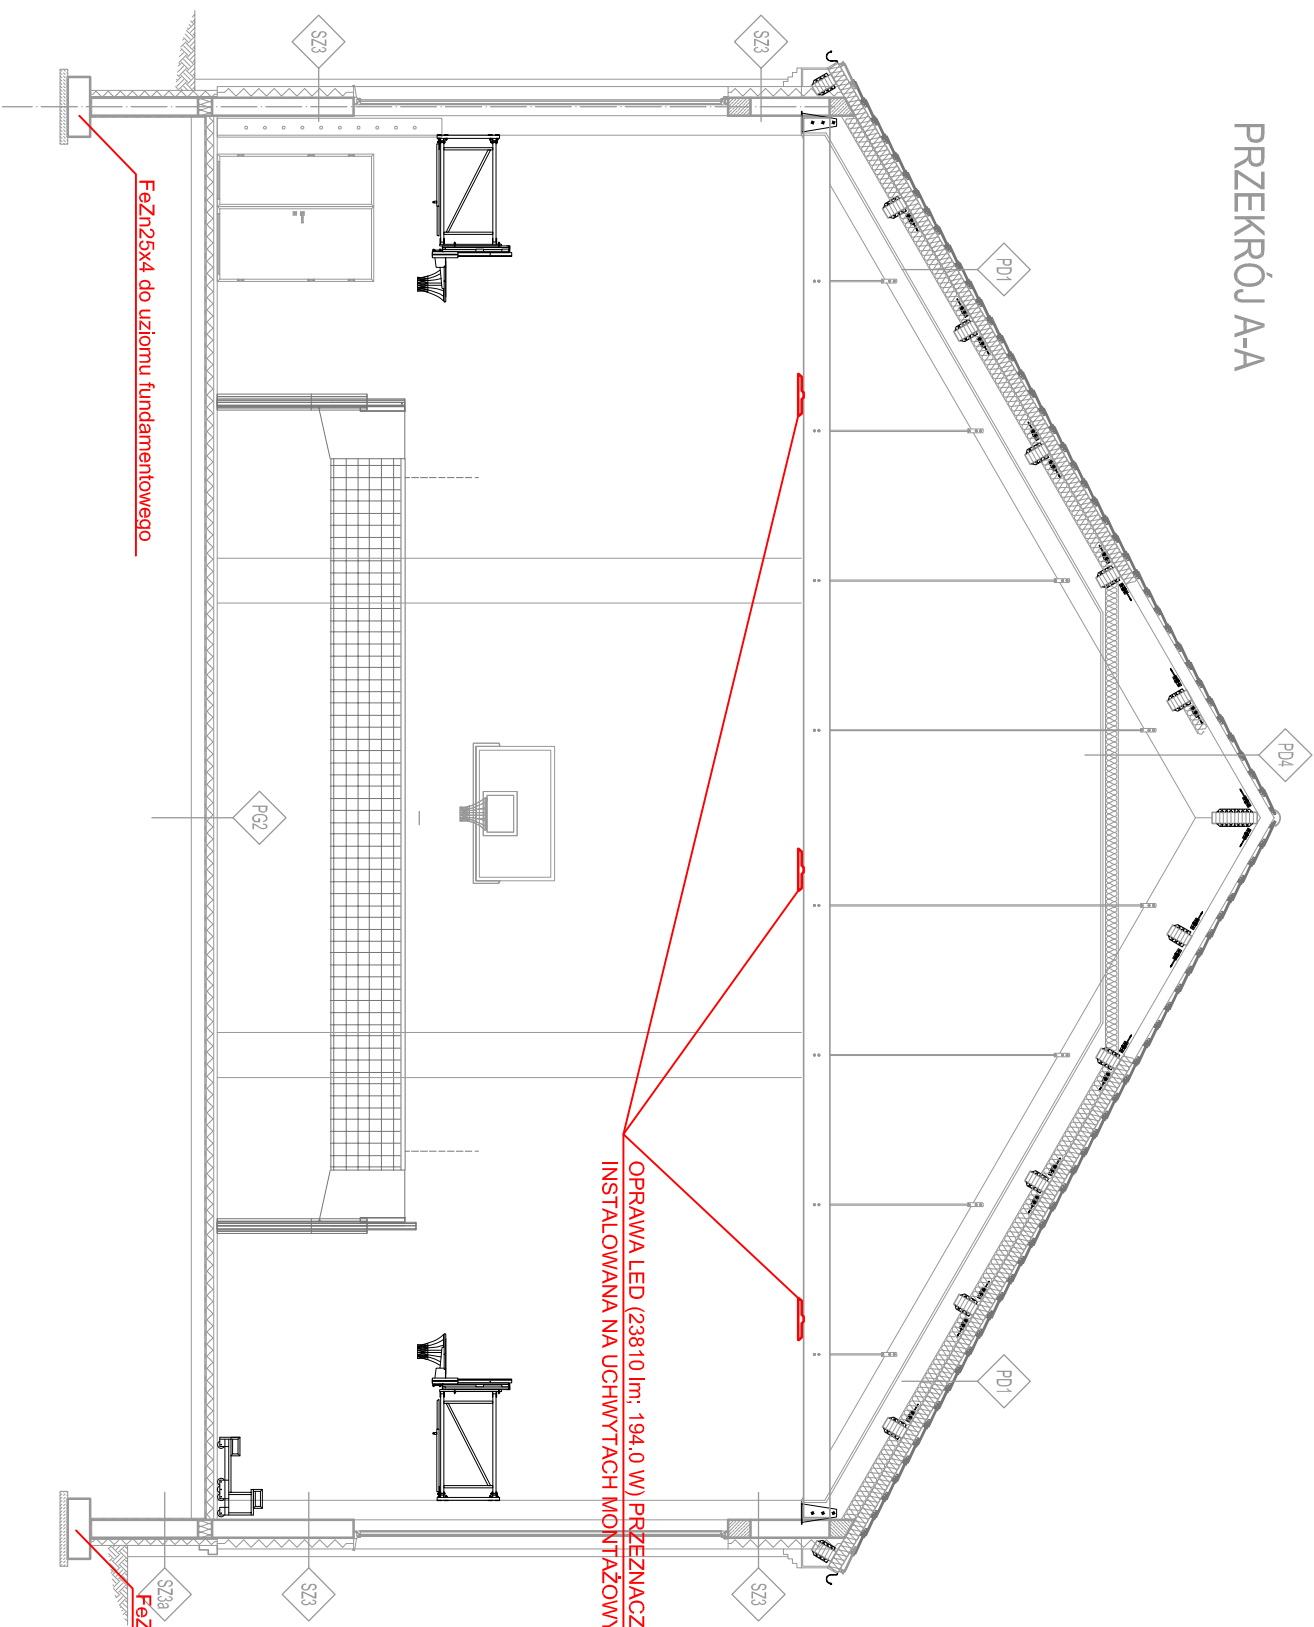 PRZEKRÓJ A-A
PD4
PD1
PD1
SZ3
SZ3
OPRAWA LED (23810 lm; 194.0 W) PRZEZNACZ
INSTALOWANA NA UCHWYTACH MONTAŻOWY
SZ3
SZ3
PG2
SZ3a
FeZn25x4 do uziomu fundamentowego
FeZ